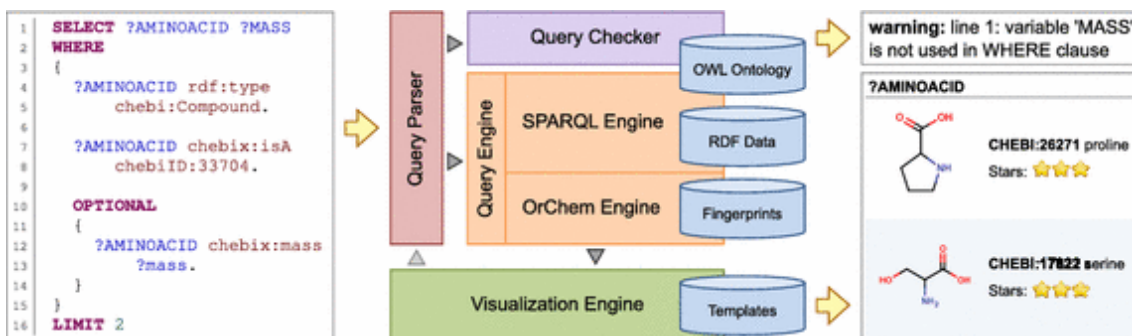 1 SELECT ?AMINOACID ?MASS
2 WHERE
3 {
4 ?AMINOACID rdf:type
5 chebi:Compound.
6
7 ?AMINOACID chebix:isA
8 chebiID:33704.
9
10 OPTIONAL
11 {
12 ?AMINOACID chebix:mass
13 ?mass.
14 }
15 }
16 LIMIT 2
Query Parser
Query Checker
OWL Ontology
Query Engine
SPARQL Engine
RDF Data
OrChem Engine
Fingerprints
Visualization Engine
Templates
warning: line 1: variable 'MASS'
is not used in WHERE clause
?AMINOACID
O
OH
NH
CHEBI:26271 proline
Stars:
O
HO
OH
NH2
CHEBI:17822 serine
Stars: